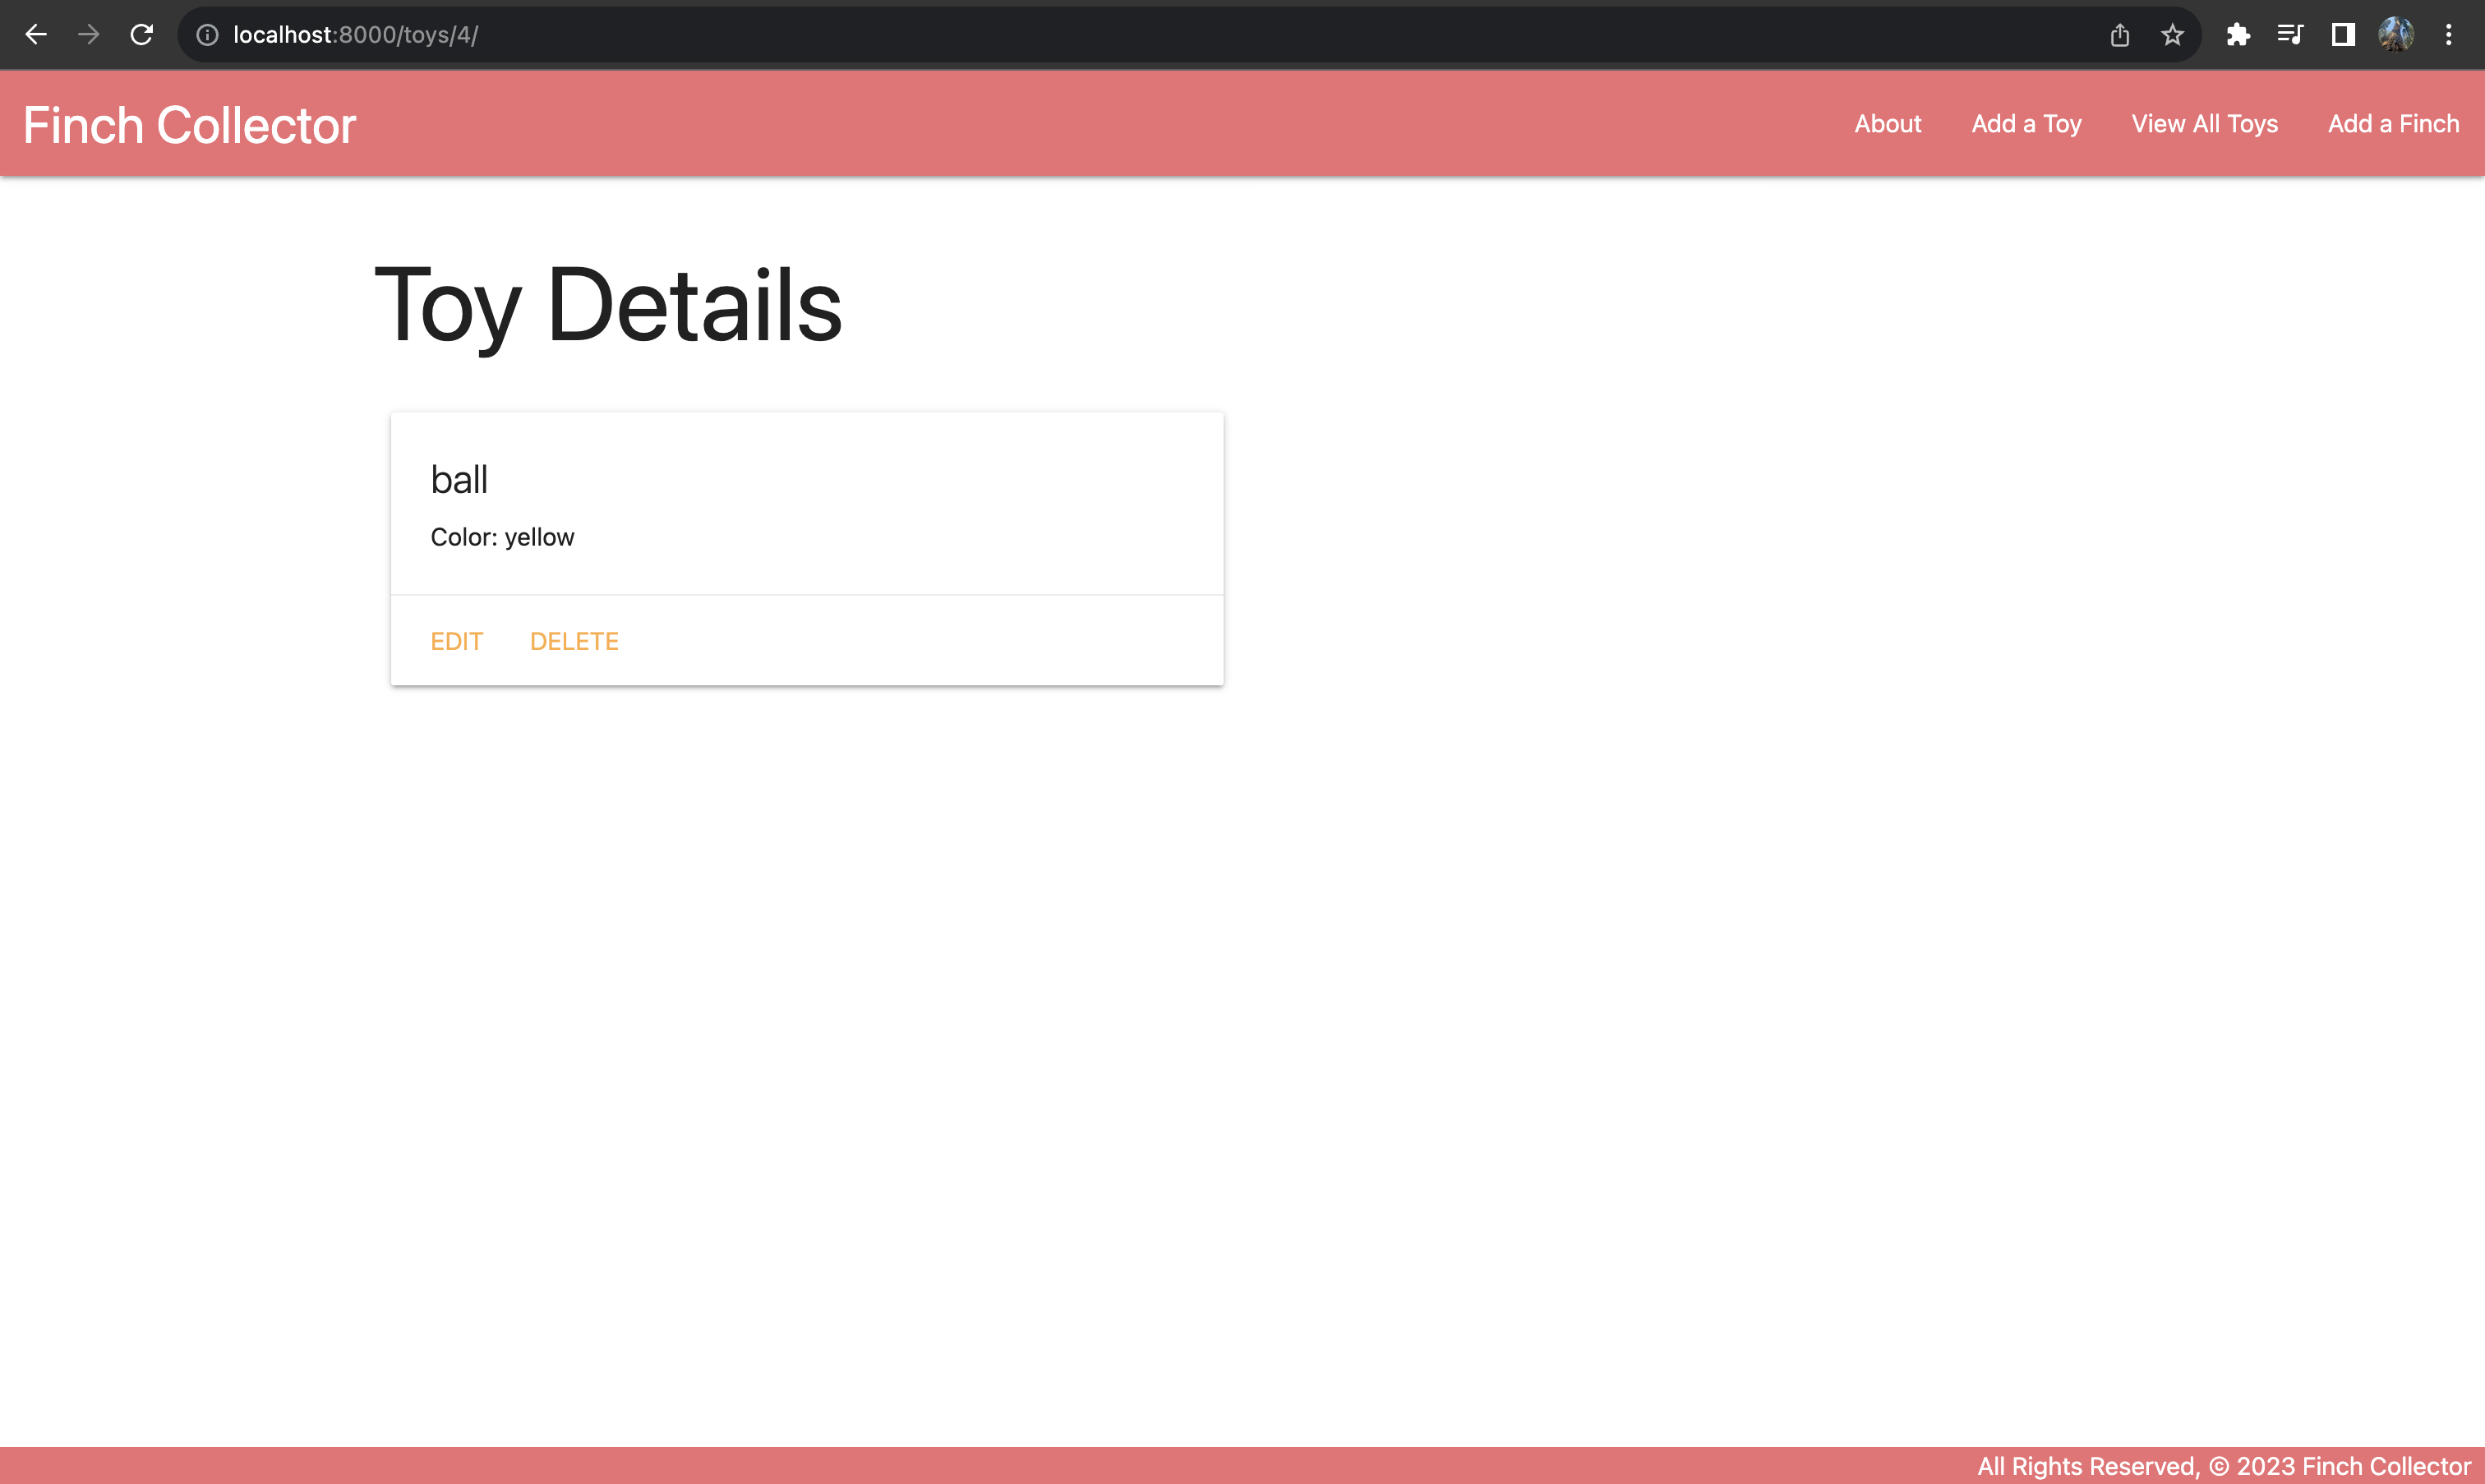 localhost:8000/toys/4/
Finch Collector
About Add a Toy View All Toys Add a Finch
Toy Details
ball
Color: yellow
EDIT DELETE
All Rights Reserved, © 2023 Finch Collector